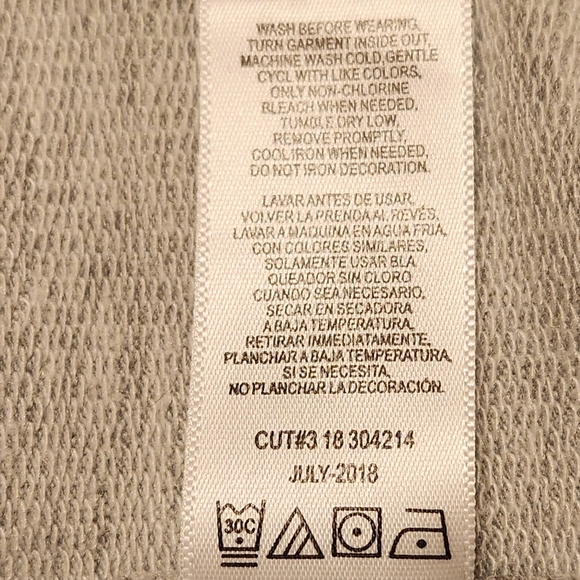 WASH BEFORE WEARING,
TURN GARMENT INSIDE OUT,
MACHINE WASH COLD, GENTLE
CYCL WITH LIKE COLORS,
ONLY NON-CHLORINE
BLEACH WHEN NEEDED,
TUMBLE DRY LOW,
REMOVE PROMPTLY,
COOL IRON WHEN NEEDED,
DO NOT IRON DECORATION.
LAVAR ANTES DE USAR,
VOLVER LA PRENDA AL REVÉS,
LAVAR A MAQUINA EN AGUA FRIA,
CON COLORES SIMILARES,
SOLAMENTE USAR BLA
QUEADOR SIN CLORO
CUANDO SEA NECESARIO,
SECAR EN SECADORA
A BAJA TEMPERATURA,
RETIRAR INMEDIATAMENTE,
PLANCHAR A BAJA TEMPERATURA,
SI SE NECESITA,
NO PLANCHAR LA DECORACIÓN.
CUT#3 18 304214
JULY-2018
30C